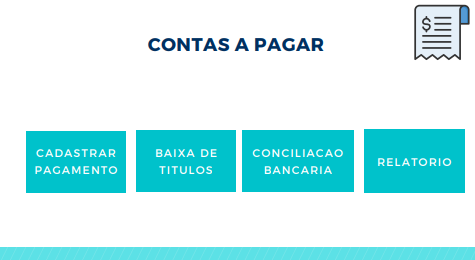 CONTAS A PAGAR
$
CADASTRAR
PAGAMENTO
BAIXA DE
TITULOS
CONCILIACAO
BANCARIA
RELATORIO